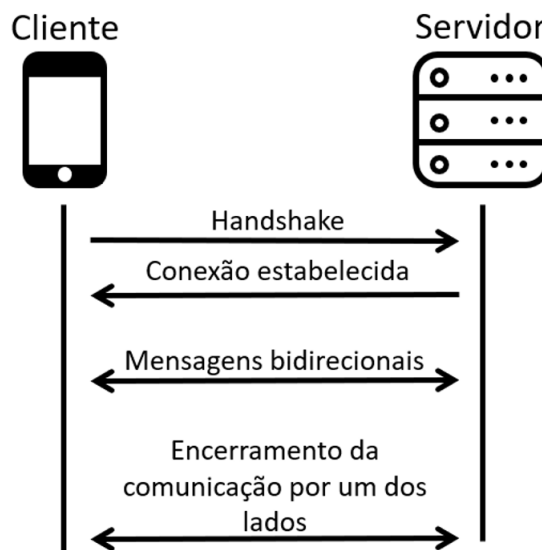 Cliente
Servidor
Handshake
Conexão estabelecida
Mensagens bidirecionais
Encerramento da
comunicação por um dos
lados